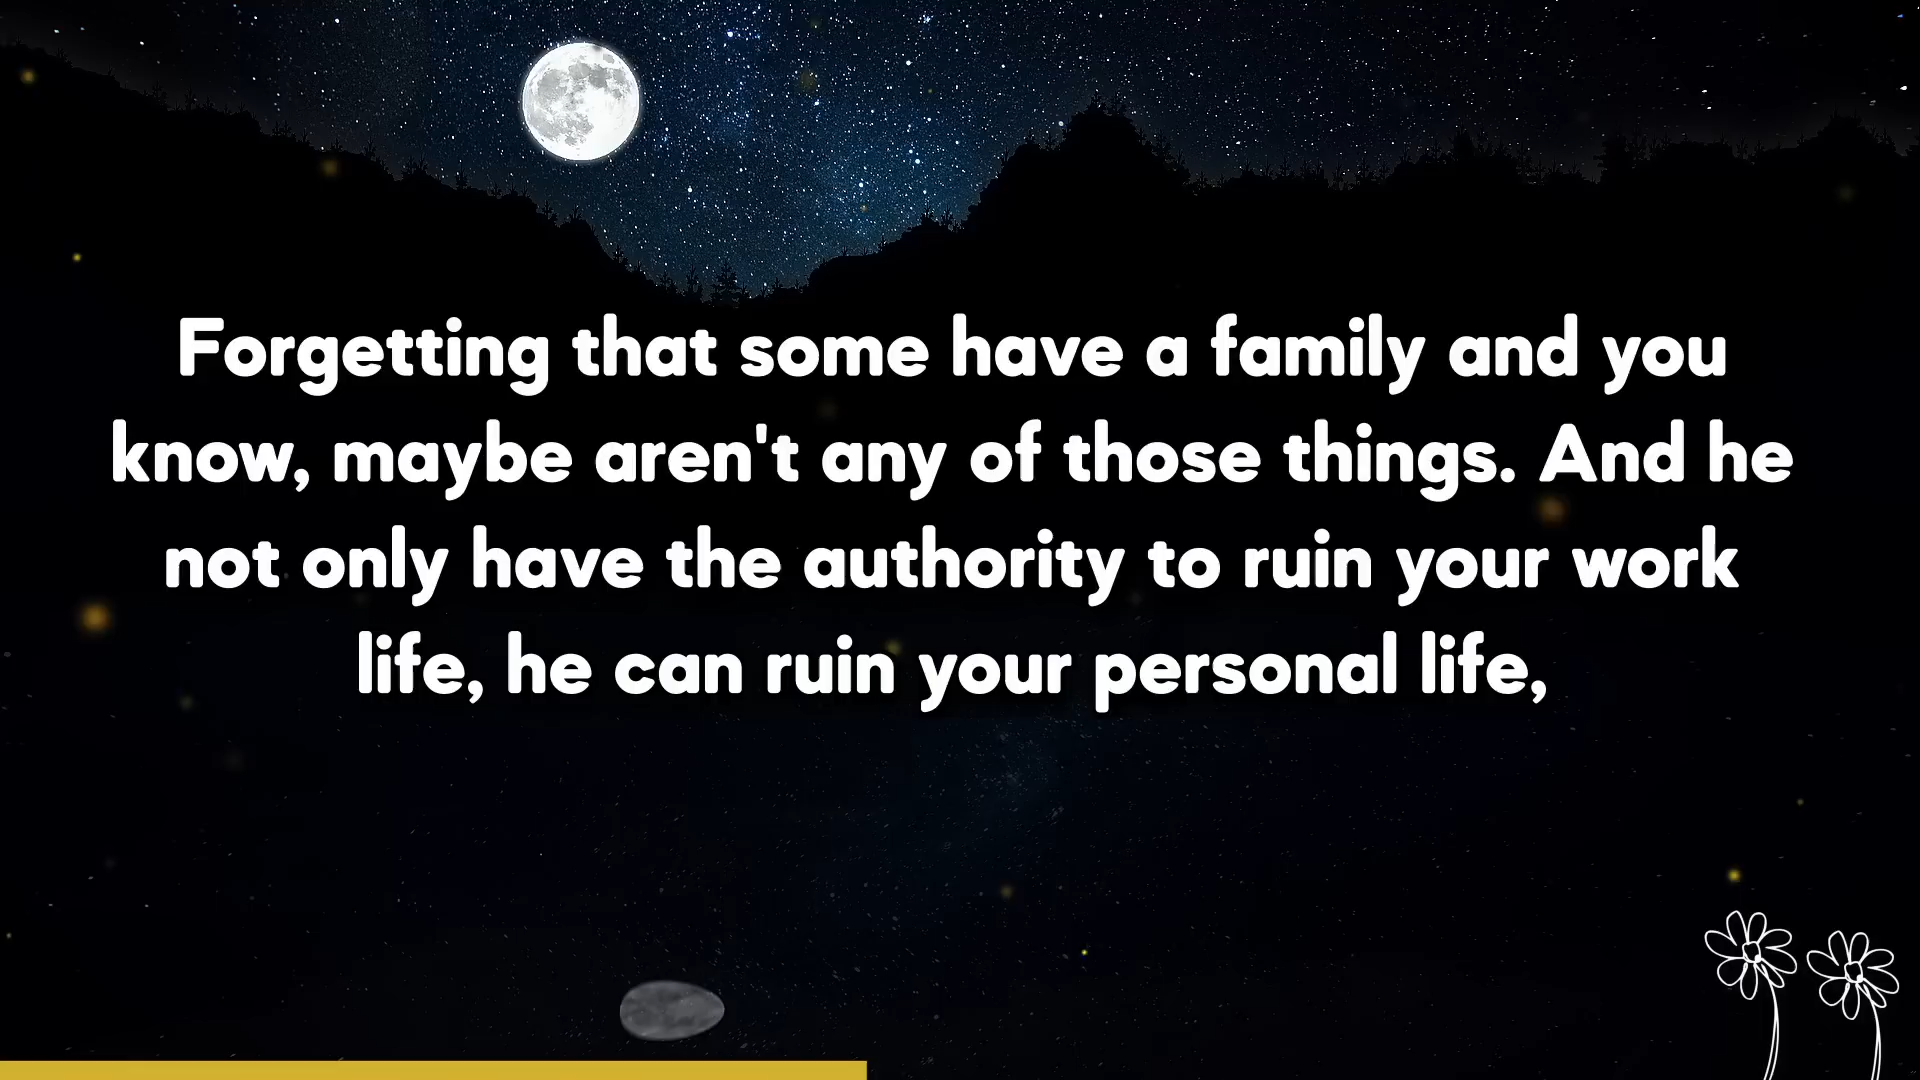 Forgetting that some have a family and you
know, maybe aren't any of those things. And he
not only have the authority to ruin your work
life, he can ruin your personal life,